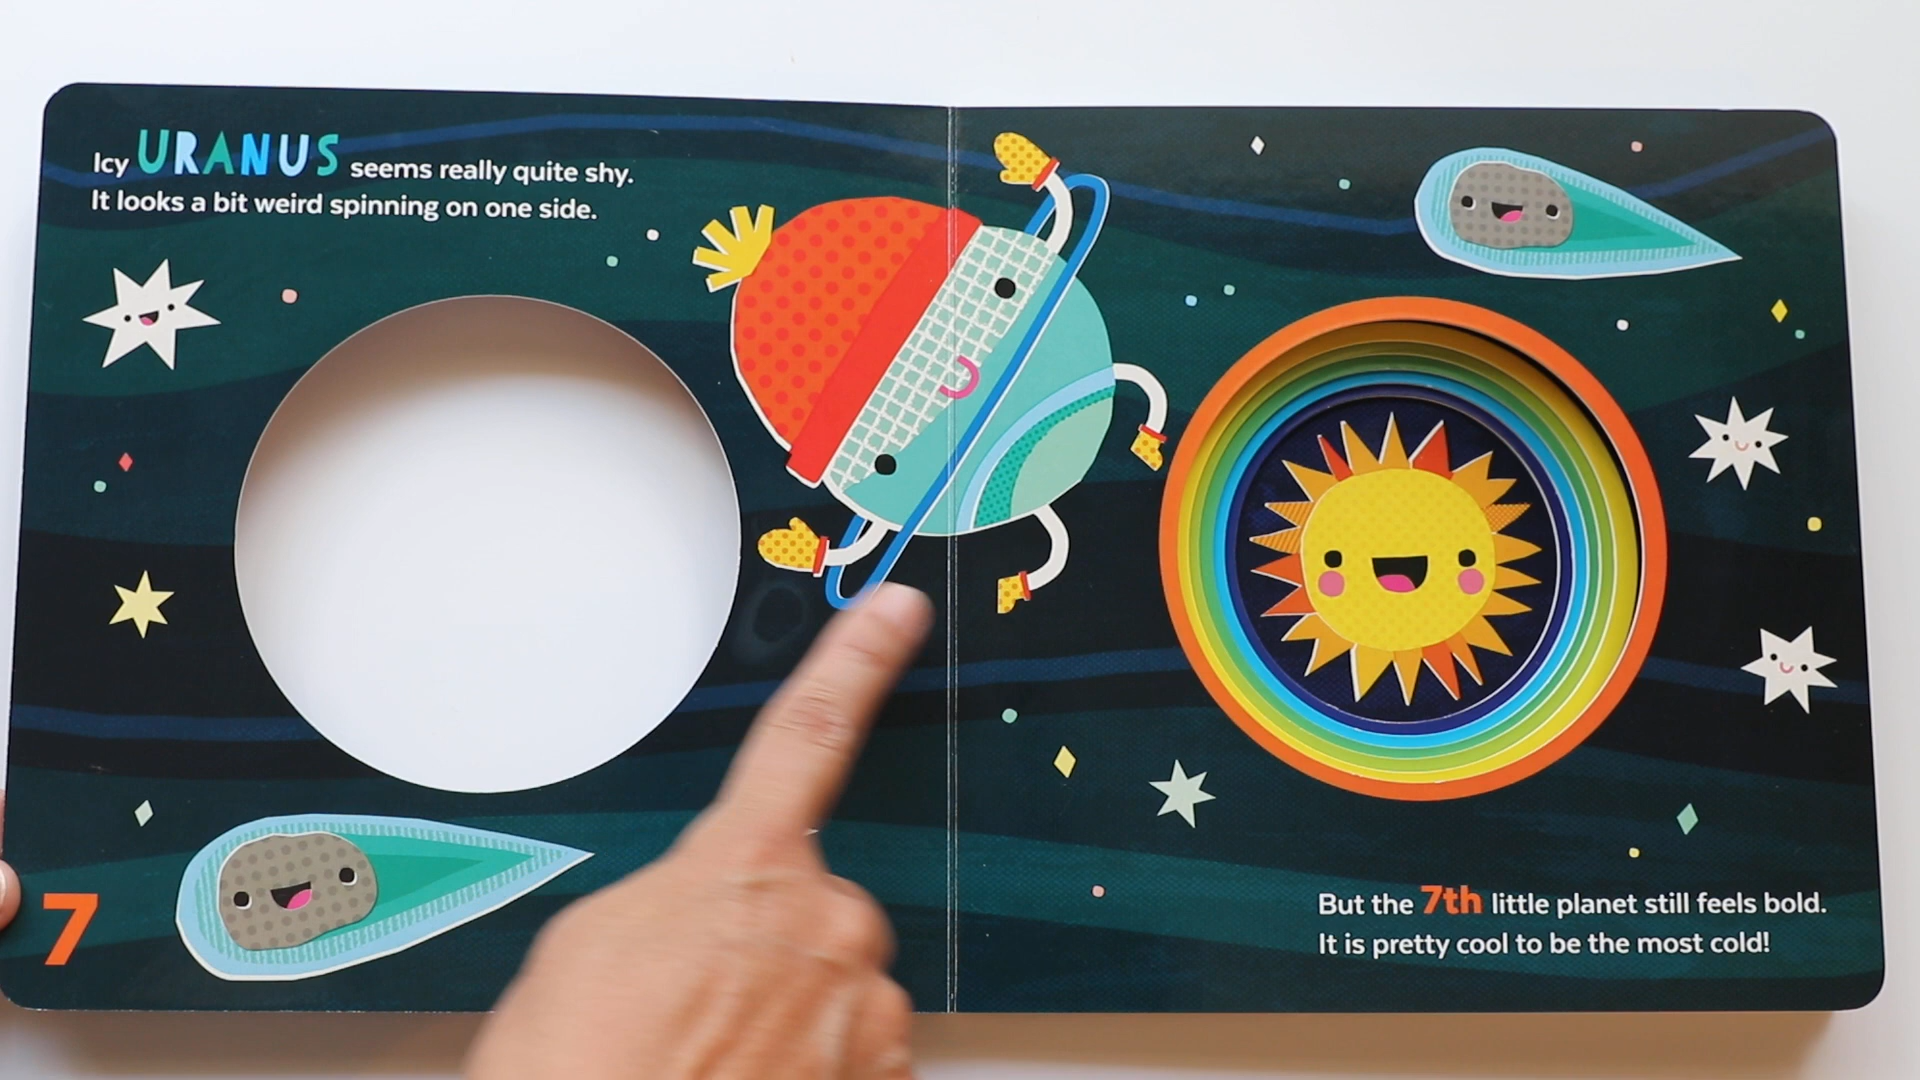 Icy URANUS seems really quite shy.
It looks a bit weird spinning on one side.
7
But the 7th little planet still feels bold.
It is pretty cool to be the most cold!